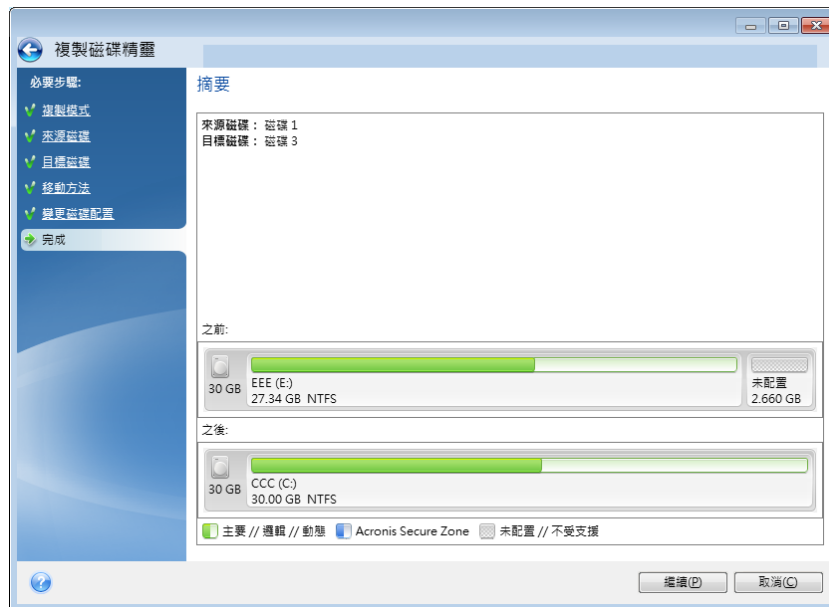 複製磁碟精靈
必要步驟:
複製模式
來源磁碟
目標磁碟
移動方法
變更磁碟配置
完成
摘要
來源磁碟: 磁碟 1
目標磁碟: 磁碟 3
之前:
30 GB
EEE (E:)
27.34 GB NTFS
未配置
2.660 GB
之後:
30 GB
CCC (C:)
30.00 GB NTFS
主要 // 邏輯 // 動態 Acronis Secure Zone 未配置 // 不受支援
繼續(P) 取消(C)